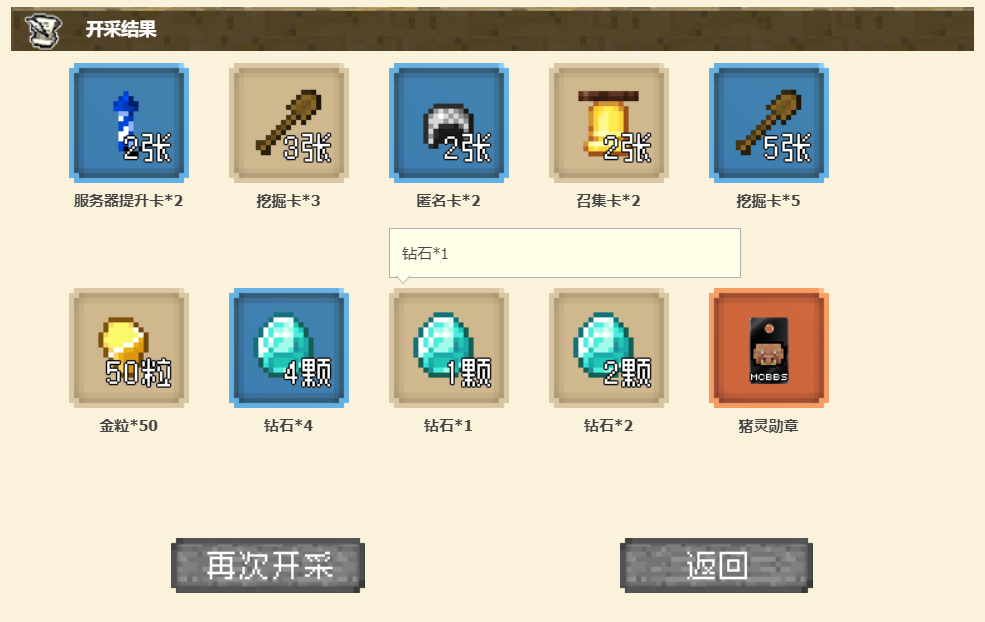 开采结果
2张
3张
2张
2张
5张
服务器提升卡*2
挖掘卡*3
匿名卡*2
召集卡*2
挖掘卡*5
钻石*1
50粒
4颗
1颗
2颗
MCBBS
金粒*50
钻石*4
钻石*1
钻石*2
猪灵勋章
再次开采
返回